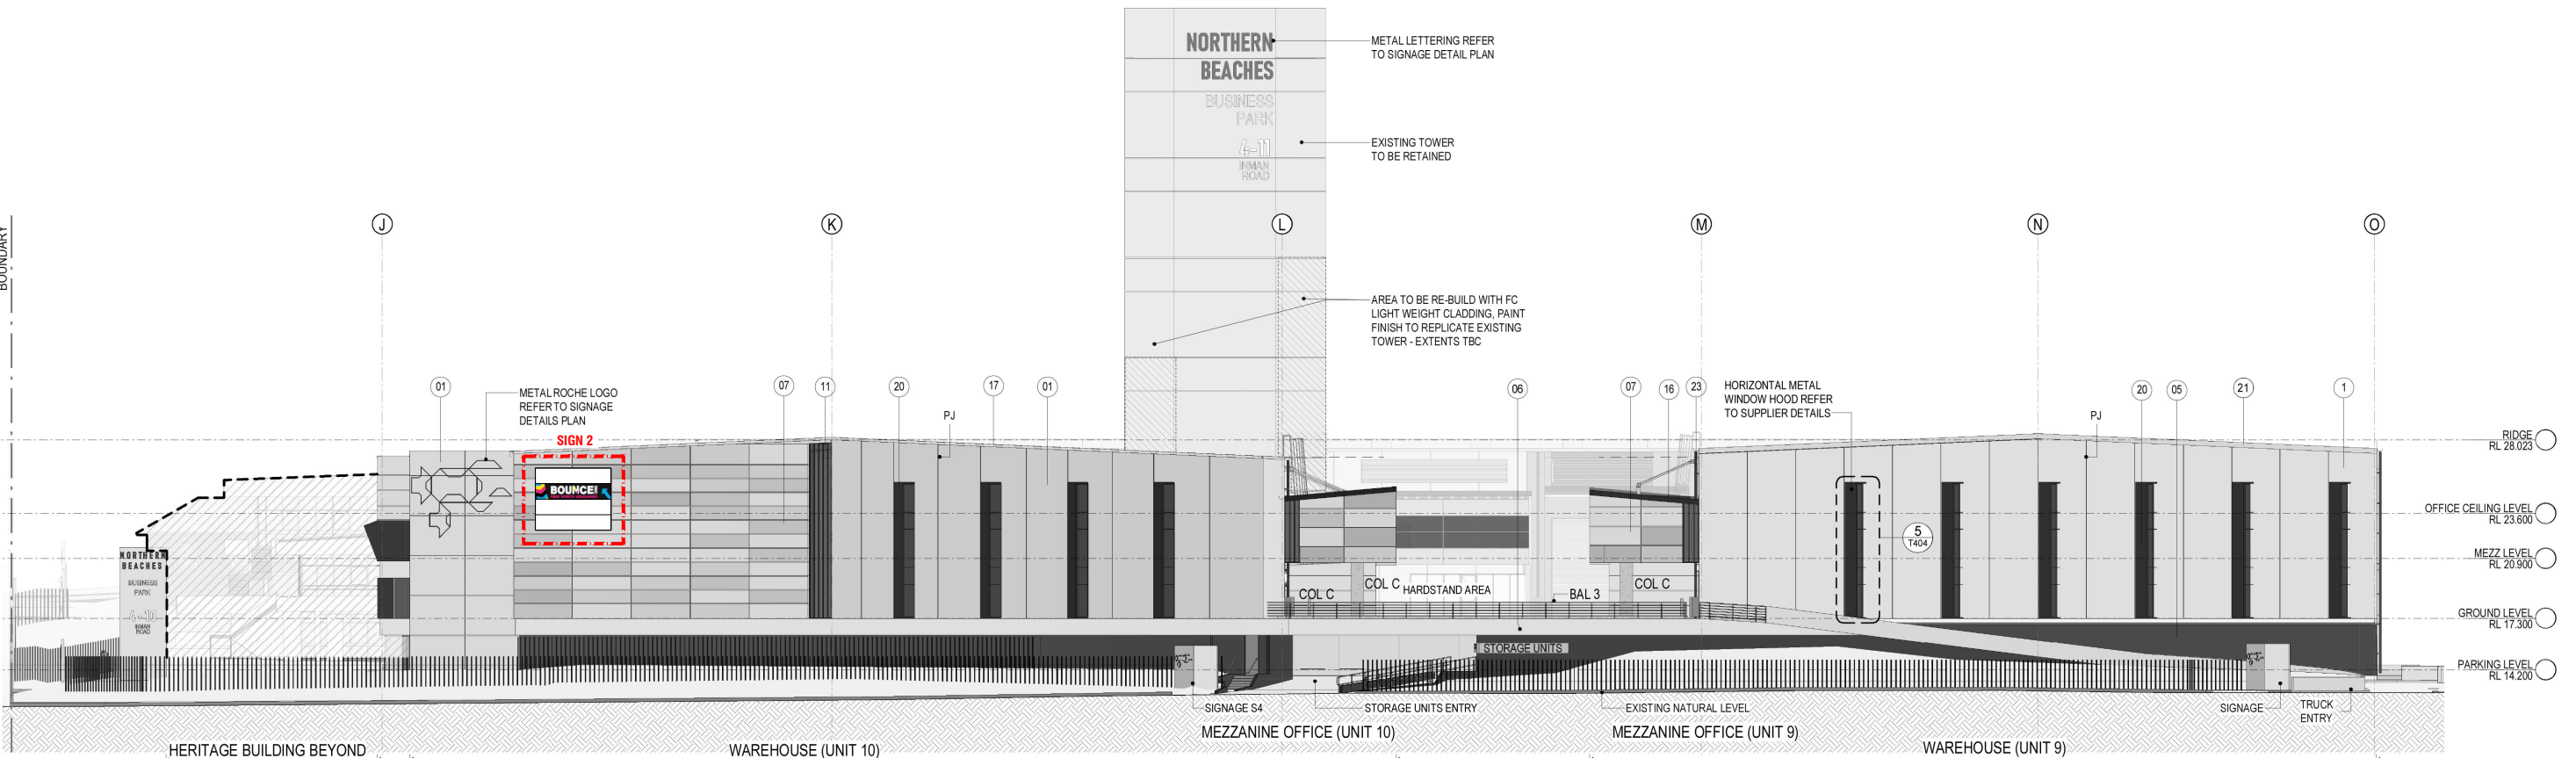 NORTHERN
BEACHES
BUSINESS
PARK
4-11
INMAN
ROAD
METAL LETTERING REFER
TO SIGNAGE DETAIL PLAN
EXISTING TOWER
TO BE RETAINED
BOUNDARY
J
K
L
M
N
O
AREA TO BE RE-BUILD WITH FC
LIGHT WEIGHT CLADDING, PAINT
FINISH TO REPLICATE EXISTING
TOWER - EXTENTS TBC
01
METAL ROCHE LOGO
REFER TO SIGNAGE
DETAILS PLAN
SIGN 2
BOUNCE!
07
11
20
PJ
17
01
06
07
16
23
HORIZONTAL METAL
WINDOW HOOD REFER
TO SUPPLIER DETAILS
PJ
20
05
21
1
RIDGE
RL 28.023
OFFICE CEILING LEVEL
RL 23.600
MEZZ LEVEL
RL 20.900
GROUND LEVEL
RL 17.300
PARKING LEVEL
RL 14.200
5
T404
NORTHERN
BEACHES
BUSINESS
PARK
4-10
INMAN
ROAD
COL C
COL C
HARDSTAND AREA
BAL 3
COL C
STORAGE UNITS
SIGNAGE S4
STORAGE UNITS ENTRY
EXISTING NATURAL LEVEL
SIGNAGE
TRUCK
ENTRY
HERITAGE BUILDING BEYOND
WAREHOUSE (UNIT 10)
MEZZANINE OFFICE (UNIT 10)
MEZZANINE OFFICE (UNIT 9)
WAREHOUSE (UNIT 9)